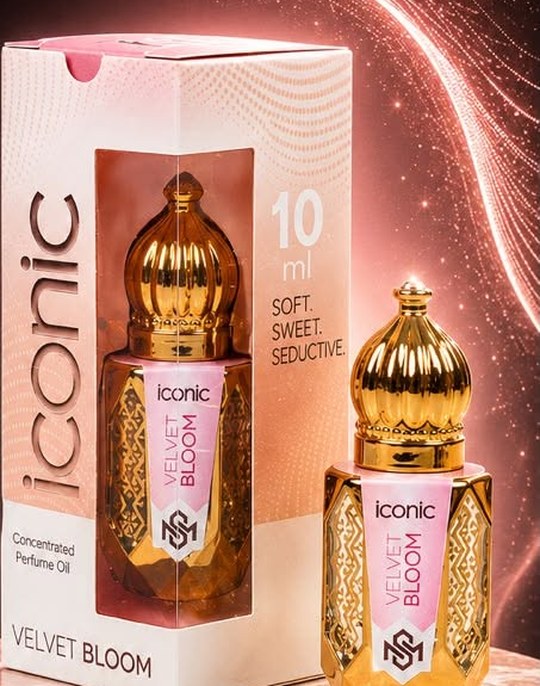 iconic
Concentrated
Perfume Oil
VELVET BLOOM
10
ml
SOFT.
SWEET.
SEDUCTIVE.
iconic
VELVET
BLOOM
iconic
VELVET
BLOOM